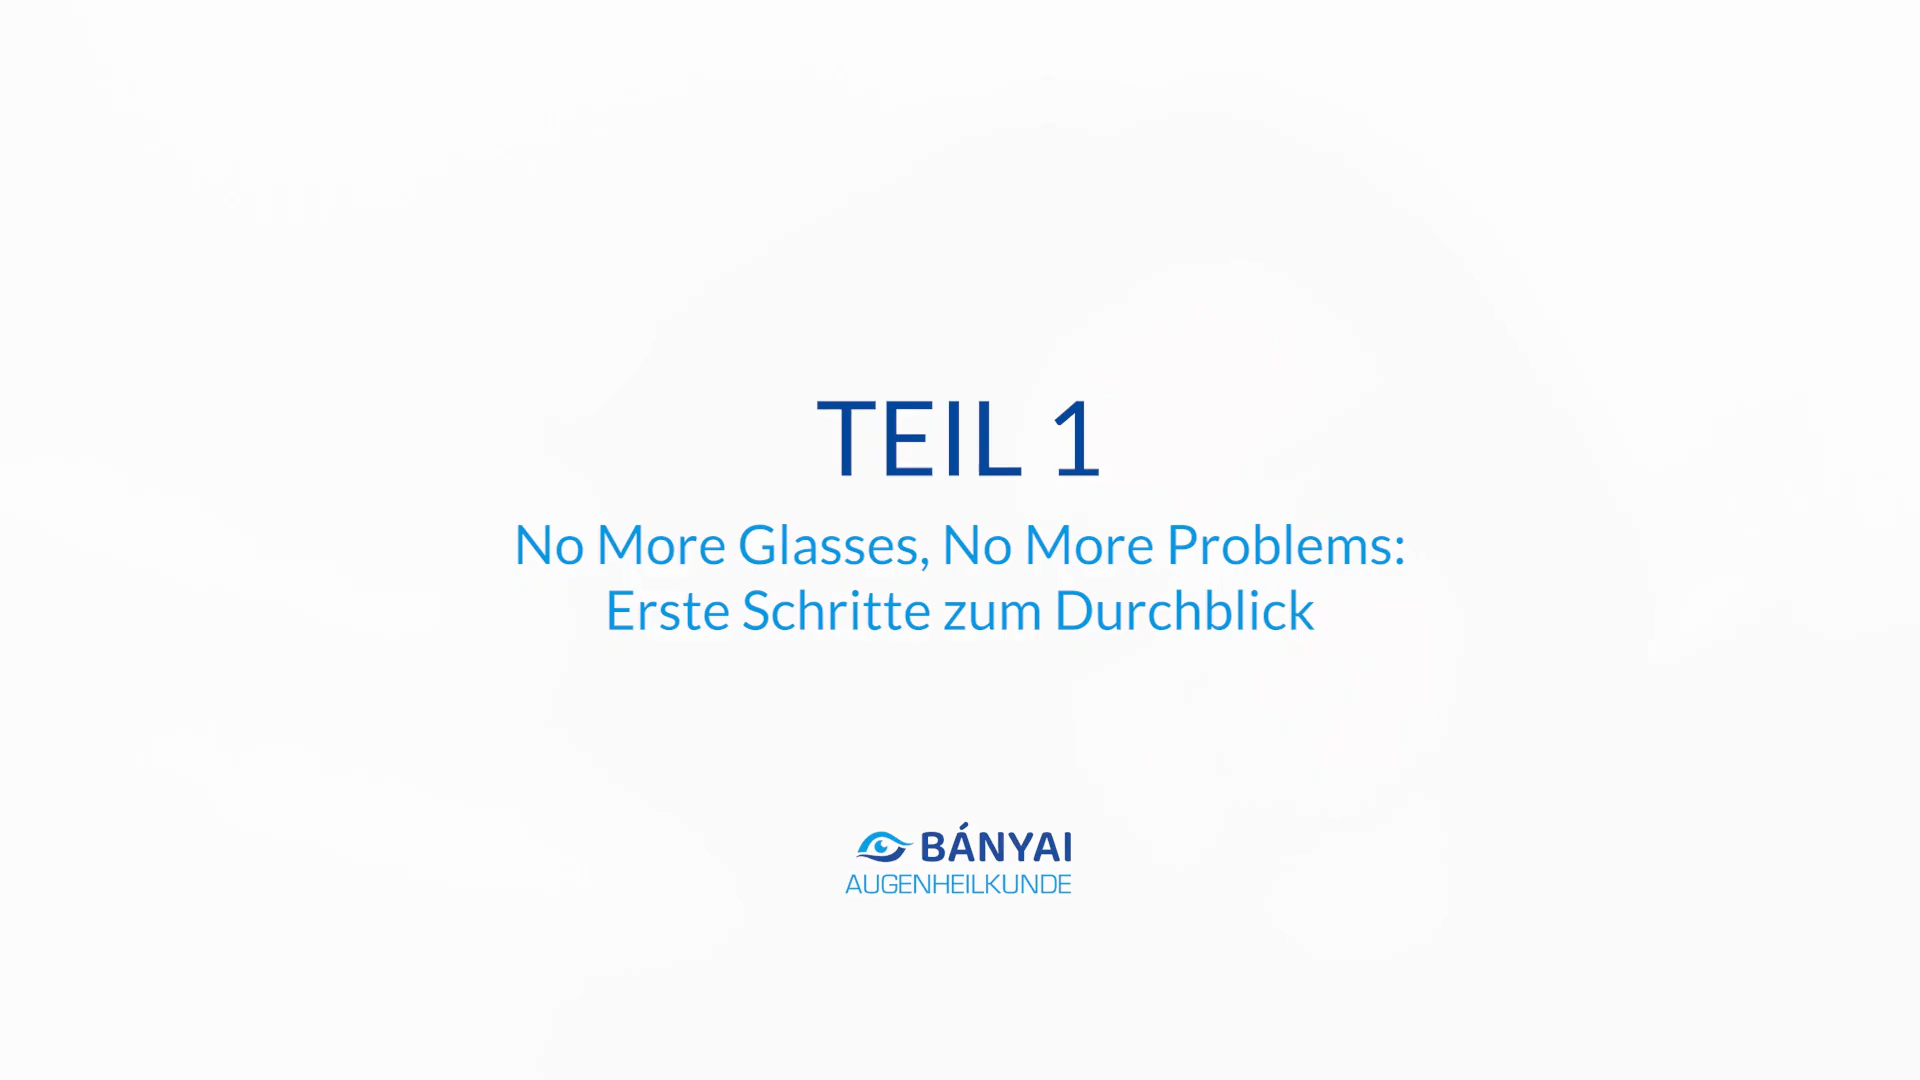 TEIL 1
No More Glasses, No More Problems:
Erste Schritte zum Durchblick
BÁNYAI
AUGENHEILKUNDE